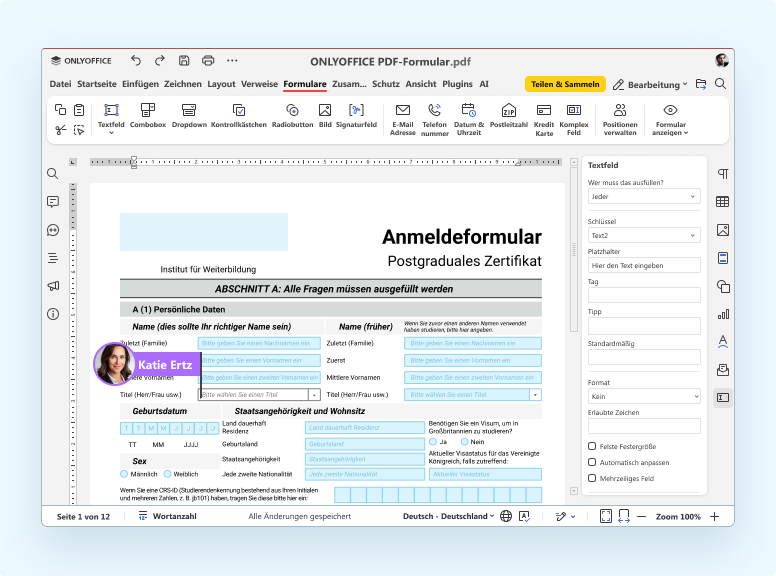 ONLYOFFICE
ONLYOFFICE PDF-Formular.pdf
Datei Startseite Einfügen Zeichnen Layout Verweise Formulare Zusam... Schutz Ansicht Plugins AI
Teilen & Sammeln
Bearbeitung
Textfeld Combobox Dropdown Kontrollkästchen Radiobutton Bild Signaturfeld
E-Mail Adresse
Telefon nummer
Datum & Uhrzeit
Postleitzahl
Kredit Karte
Komplex Feld
Positionen verwalten
Formular anzeigen
Anmeldeformular
Postgraduales Zertifikat
Institut für Weiterbildung
ABSCHNITT A: Alle Fragen müssen ausgefüllt werden
A (1) Persönliche Daten
Name (dies sollte Ihr richtiger Name sein)
Name (früher)
Wenn Sie zuvor einen anderen Namen verwendet
haben studieren, bitte hier angeben.
Zuletzt (Familie) Bitte geben Sie einen Nachnamen ein Zuletzt (Familie) Bitte geben Sie einen Nachnamen ein
Katie Ertz
Bitte geben Sie einen Vornamen ein Zuerst Bitte geben Sie einen Vornamen ein
Vornamen Bitte geben Sie einen zweiten Vornamen ein Mittlere Vornamen Bitte geben Sie einen zweiten Vornamen ein
Titel (Herr/Frau usw.) Bitte wählen Sie einen Titel Titel (Herr/Frau usw.) Bitte wählen Sie einen Titel
Geburtsdatum Staatsangehörigkeit und Wohnsitz
T T M M J J J J
TT MM JJJJ
Sex
Männlich Weiblich
Land dauerhaft
Residenz
Land dauerhaft Residenz
Geburtsland Geburtsland
Staatsangehörigkeit Staatsangehörigkeit
Jede zweite Nationalität Jede zweite Nationalität
Benötigen Sie ein Visum, um in
Großbritannien zu studieren?
Ja Nein
Aktueller Visastatus für das Vereinigte
Königreich, falls zutreffend:
Aktueller Visastatus
Wenn Sie eine CRS-ID (Studierendenkennung bestehend aus Ihren Initialen
und mehreren Zahlen, z. B. jb101) haben, tragen Sie diese bitte hier ein:
Textfeld
Wer muss das ausfüllen?
Jeder
Schlüssel
Text2
Platzhalter
Hier den Text eingeben
Tag
Tipp
Standardmäßig
Format
Kein
Erlaubte Zeichen
Felste Festergröße
Automatisch anpassen
Mehrzeiliges Feld
Seite 1 von 12 Wortanzahl Alle Änderungen gespeichert Deutsch - Deutschland Zoom 100%